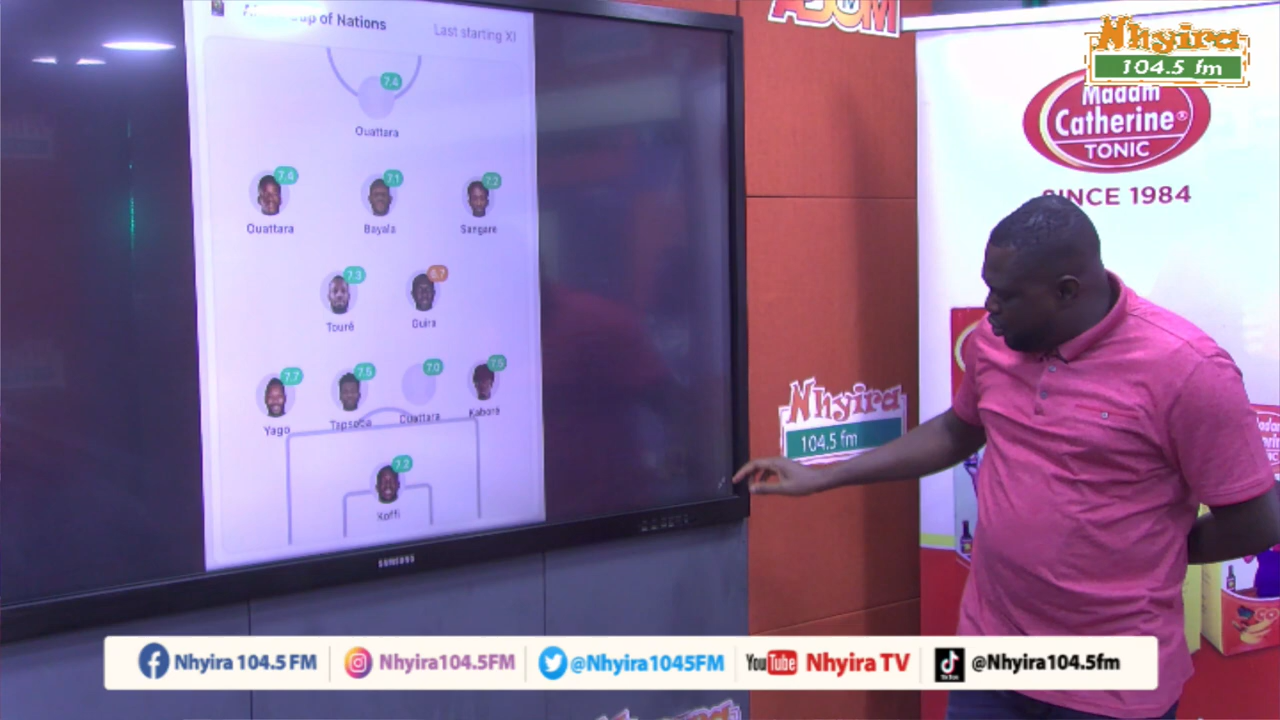 Cup of Nations
Last starting XI
7.4
Ouattara
7.4
7.1
7.2
Ouattara
Bayala
Sangare
7.3
6.7
Touré
Guira
7.7
7.5
7.0
7.5
Yago
Tapsoba
Ouattara
Kaboré
7.2
Koffi
SAMSUNG
Nhyira
104.5 fm
Madam
Catherine®
TONIC
SINCE 1984
Nhyira
104.5 fm
Nhyira 104.5 FM
Nhyira104.5FM
@Nhyira1045FM
YouTube
Nhyira TV
@Nhyira104.5fm